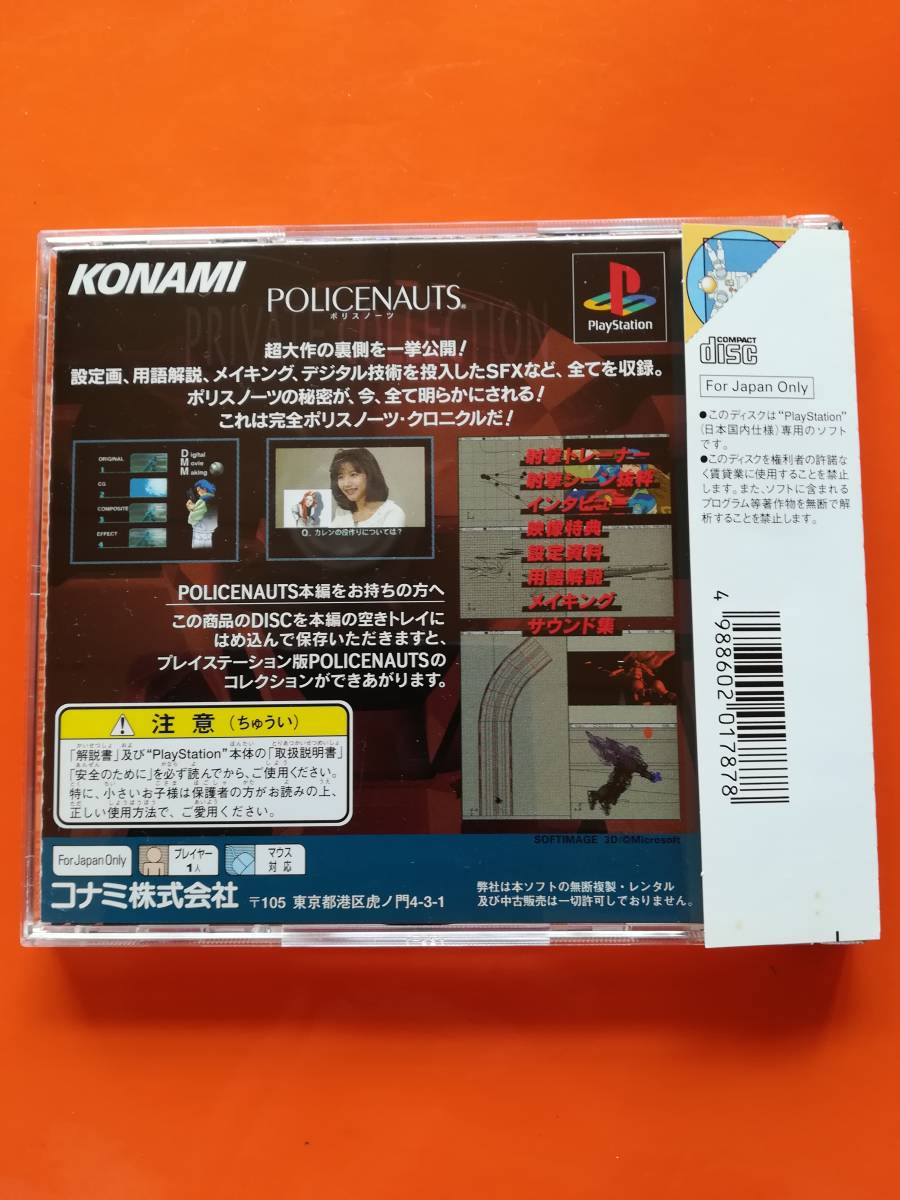 KONAMI
POLICENAUTS®
ポリスノーツ
PRIVATE COLLECTION
PlayStation
超大作の裏側を一挙公開!
設定画、用語解説、メイキング、デジタル技術を投入したSFXなど、全てを収録。
ポリスノーツの秘密が、今、全て明らかにされる!
これは完全ポリスノーツ・クロニクルだ!
ORIGINAL
1
CG
2
COMPOSITE
3
EFFECT
4
Digital
Movie
Making
Q. カレンの役作りについては?
射撃トレーナー
射撃シーン抜粋
インタビュー
映像特典
設定資料
用語解説
メイキング
サウンド集
POLICENAUTS本編をお持ちの方へ
この商品のDISCを本編の空きトレイに
はめ込んで保存いただきますと、
プレイステーション版POLICENAUTSの
コレクションができあがります。
注意(ちゅうい)
「解説書」及び“PlayStation”本体の「取扱説明書」
「安全のために」を必ず読んでから、ご使用ください。
特に、小さいお子様は保護者の方がお読みの上、
正しい使用方法で、ご愛用ください。
SOFTIMAGE 3D/©Microsoft
For Japan Only
プレイヤー
1人
マウス
対応
コナミ株式会社
〒105 東京都港区虎ノ門4-3-1
弊社は本ソフトの無断複製・レンタル
及び中古販売は一切許可しておりません。
COMPACT
disc
For Japan Only
●このディスクは“PlayStation”
(日本国内仕様)専用のソフト
です。
●このディスクを権利者の許諾な
く賃貸業に使用することを禁止
します。また、ソフトに含まれる
プログラム等著作物を無断で解
析することを禁止します。
4 988602 017878